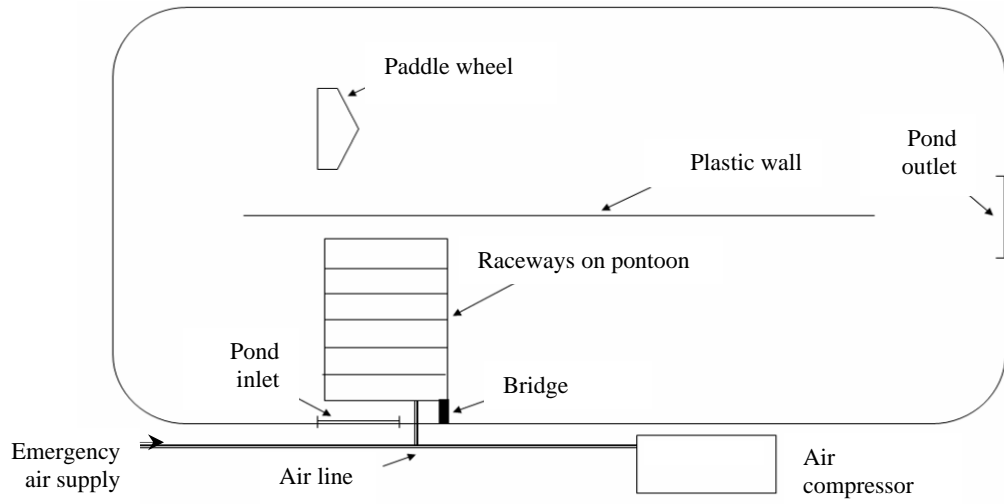 Paddle wheel
Pond
outlet
Plastic wall
Raceways on pontoon
Pond
inlet
Bridge
Emergency
air supply
Air line
Air
compressor